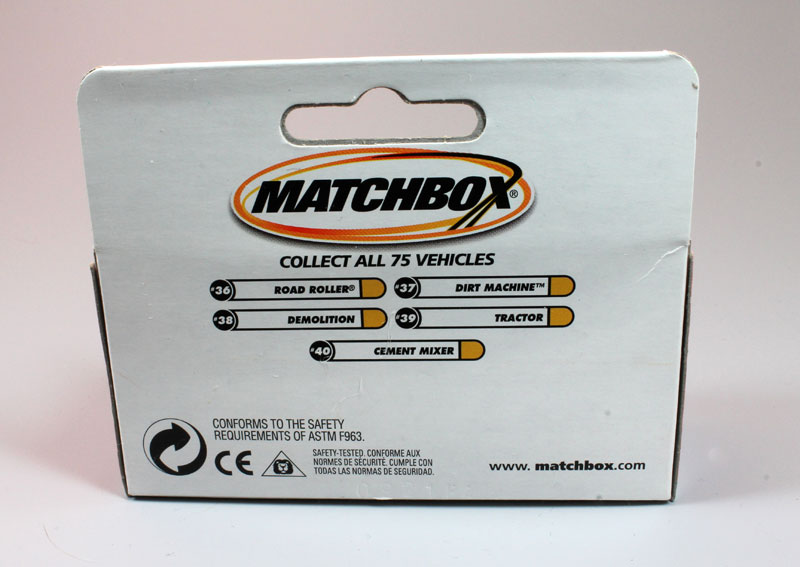 MATCHBOX®
COLLECT ALL 75 VEHICLES
#36 ROAD ROLLER®
#37 DIRT MACHINE™
#38 DEMOLITION
#39 TRACTOR
#40 CEMENT MIXER
CONFORMS TO THE SAFETY
REQUIREMENTS OF ASTM F963.
CE
SAFETY-TESTED. CONFORME AUX
NORMES DE SÉCURITÉ. CUMPLE CON
TODAS LAS NORMAS DE SEGURIDAD.
www. matchbox.com